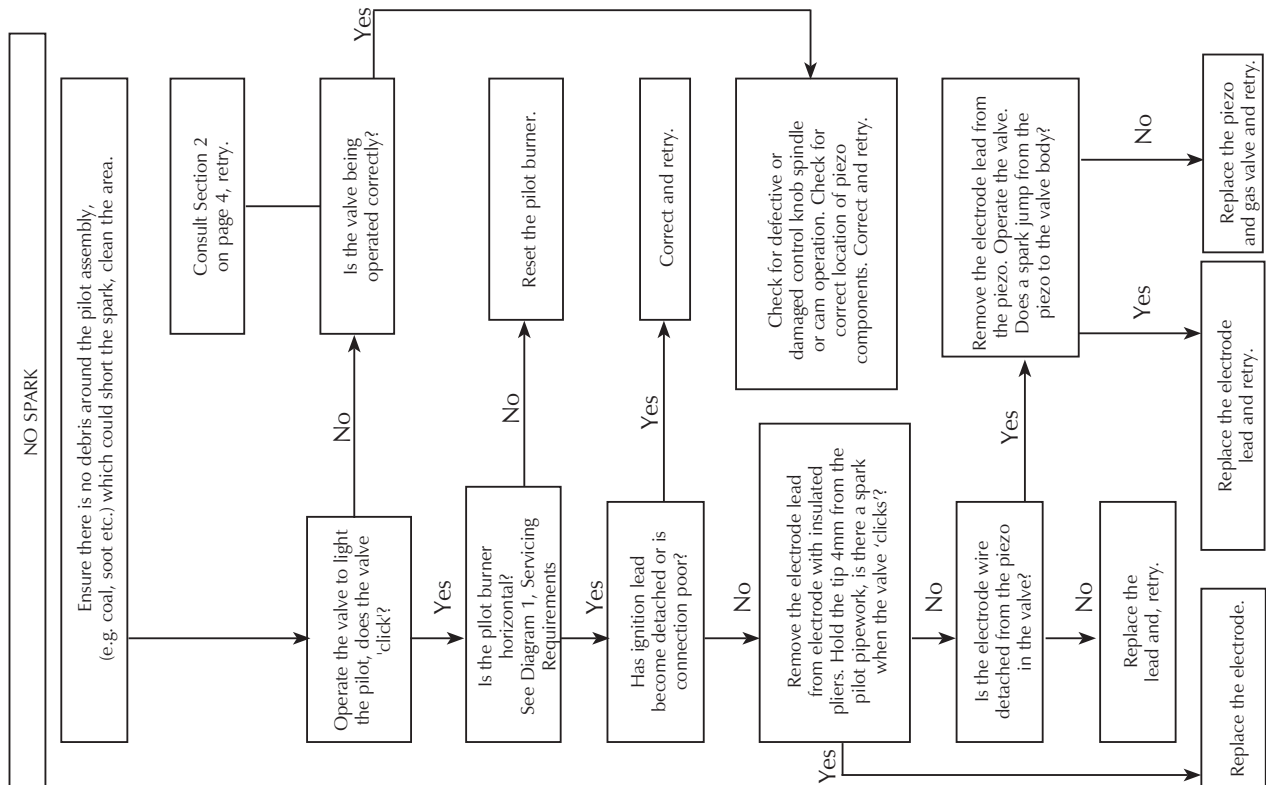 NO SPARK
Ensure there is no debris around the pilot assembly,
(e.g. coal, soot etc.) which could short the spark, clean the area.
Operate the valve to light
the pilot, does the valve
'click'?
No
Is the valve being
operated correctly?
Consult Section 2
on page 4, retry.
Yes
Check for defective or
damaged control knob spindle
or cam operation. Check for
correct location of piezo
components. Correct and retry.
Yes
Is the pilot burner
horizontal?
See Diagram 1, Servicing
Requirements
No
Reset the pilot burner.
Yes
Has ignition lead
become detached or is
connection poor?
Yes
Correct and retry.
No
Remove the electrode lead
from electrode with insulated
pliers. Hold the tip 4mm from the
pilot pipework, is there a spark
when the valve 'clicks'?
Yes
Replace the electrode.
No
Is the electrode wire
detached from the piezo
in the valve?
No
Replace the
lead and, retry.
Yes
Remove the electrode lead from
the piezo. Operate the valve.
Does a spark jump from the
piezo to the valve body?
Yes
Replace the electrode
lead and retry.
No
Replace the piezo
and gas valve and retry.